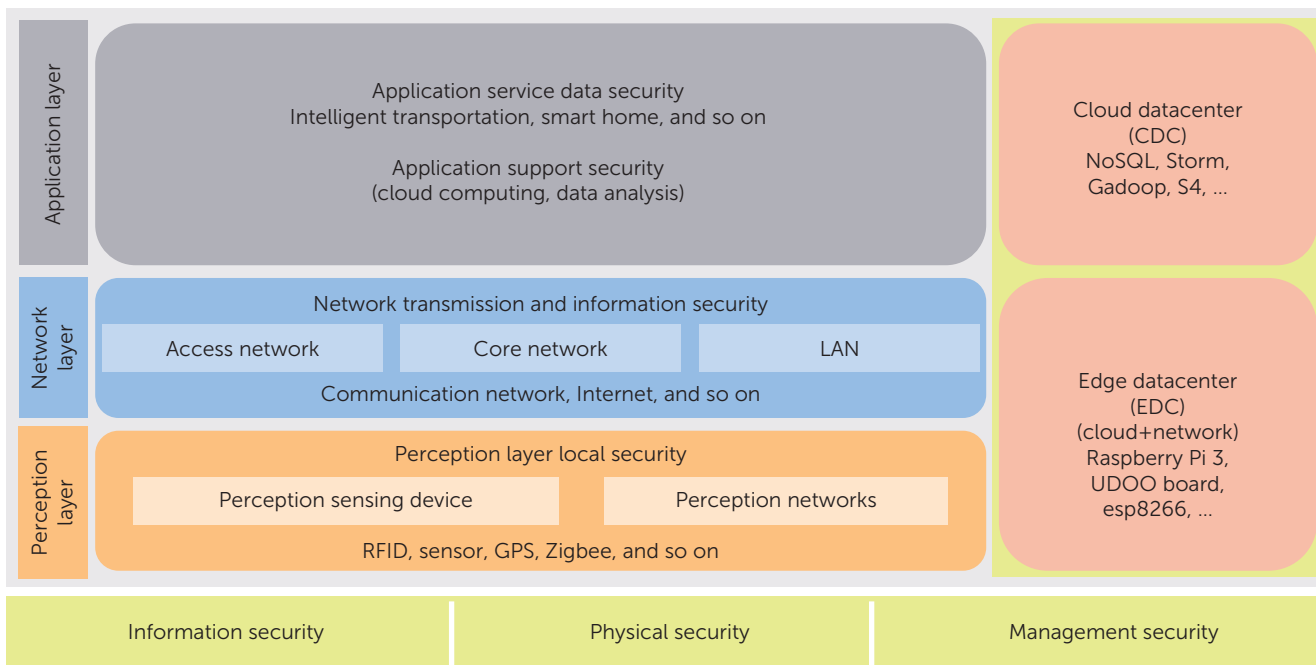 Application layer
Application service data security
Intelligent transportation, smart home, and so on
Application support security
(cloud computing, data analysis)
Cloud datacenter
(CDC)
NoSQL, Storm,
Gadoop, S4, ...
Network
layer
Network transmission and information security
Access network
Core network
LAN
Communication network, Internet, and so on
Perception
layer
Perception layer local security
Perception sensing device
Perception networks
RFID, sensor, GPS, Zigbee, and so on
Edge datacenter
(EDC)
(cloud+network)
Raspberry Pi 3,
UDOO board,
esp8266, ...
Information security
Physical security
Management security